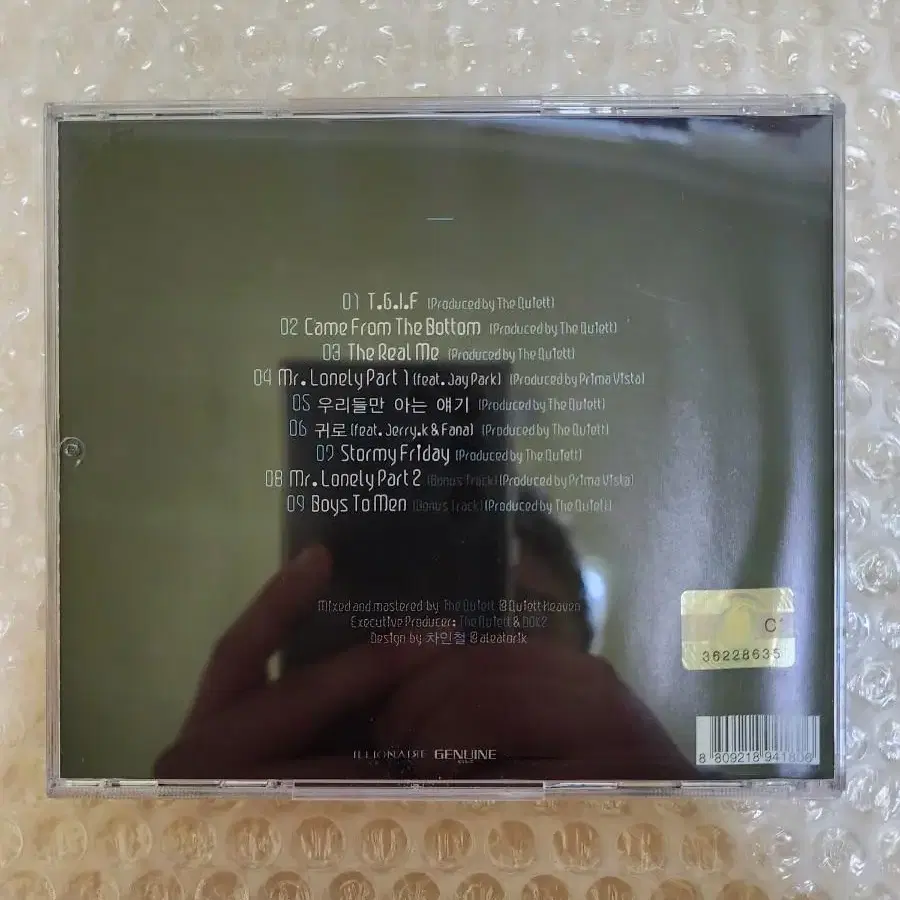 01 T.G.I.F (Produced by The Quiett)
02 Came From The Bottom (Produced by The Quiett)
03 The Real Me (Produced by The Quiett)
04 Mr. Lonely Part 1 (feat. Jay Park) (Produced by Prima Vista)
05 우리들만 아는 얘기 (Produced by The Quiett)
06 귀로 (feat. Jerry.k & Fana) (Produced by The Quiett)
07 Stormy Friday (Produced by The Quiett)
08 Mr. Lonely Part 2 (Bonus Track) (Produced by Prima Vista)
09 Boys To Men (Bonus Track) (Produced by The Quiett)
Mixed and mastered by The Quiett @ Quiett Heaven
Executive Producer: The Quiett & DOK2
Design by 차인철 @aleatorik
C
36228635
ILLIONAIRE GENUINE
8 809218 941806